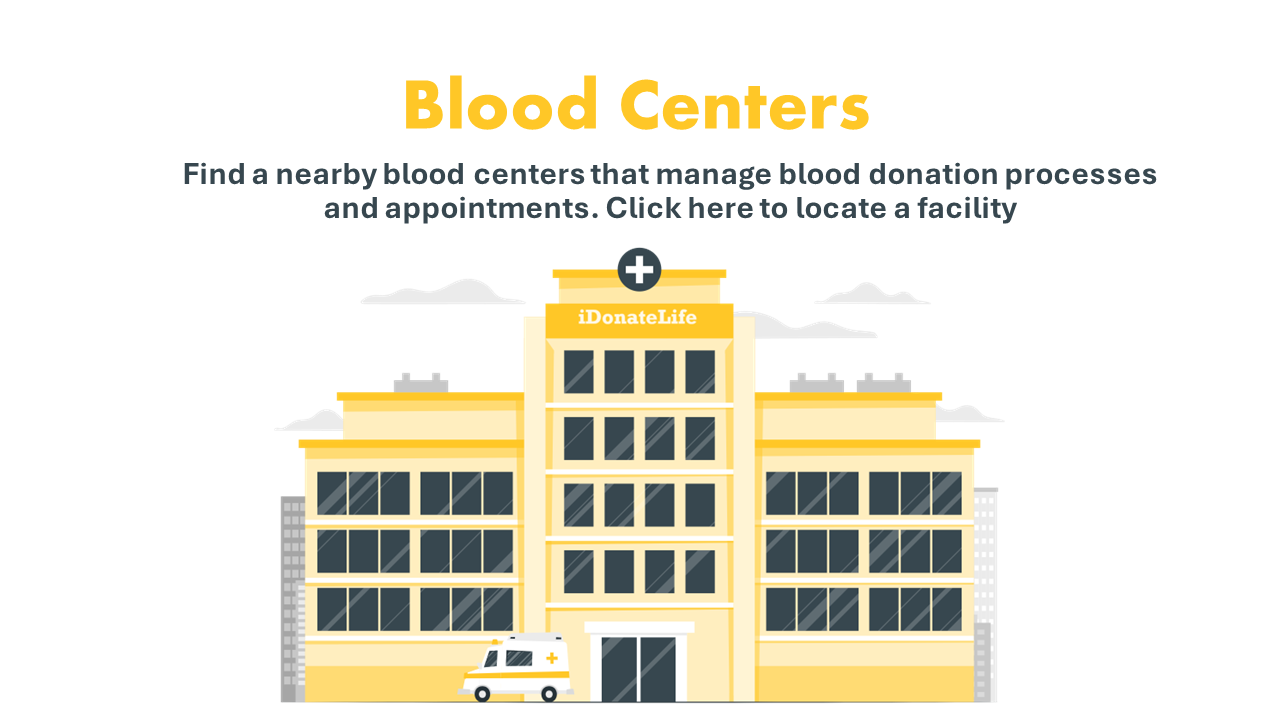 Blood Centers
Find a nearby blood centers that manage blood donation processes
and appointments. Click here to locate a facility
iDonateLife